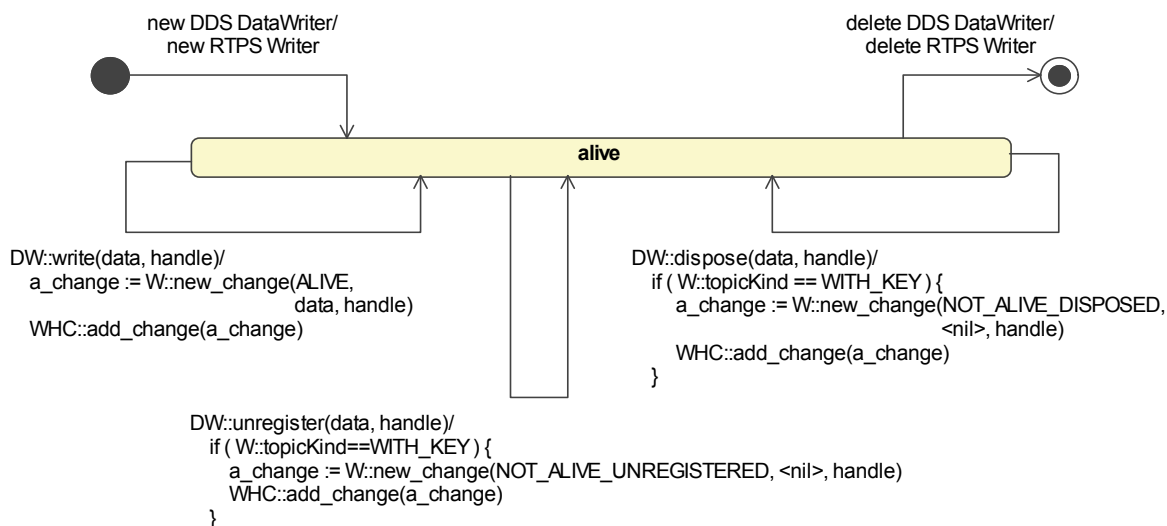 new DDS DataWriter/
new RTPS Writer
delete DDS DataWriter/
delete RTPS Writer
alive
DW::write(data, handle)/
a_change := W::new_change(ALIVE,
data, handle)
WHC::add_change(a_change)
DW::dispose(data, handle)/
if ( W::topicKind == WITH_KEY ) {
a_change := W::new_change(NOT_ALIVE_DISPOSED,
<nil>, handle)
WHC::add_change(a_change)
}
DW::unregister(data, handle)/
if ( W::topicKind==WITH_KEY ) {
a_change := W::new_change(NOT_ALIVE_UNREGISTERED, <nil>, handle)
WHC::add_change(a_change)
}